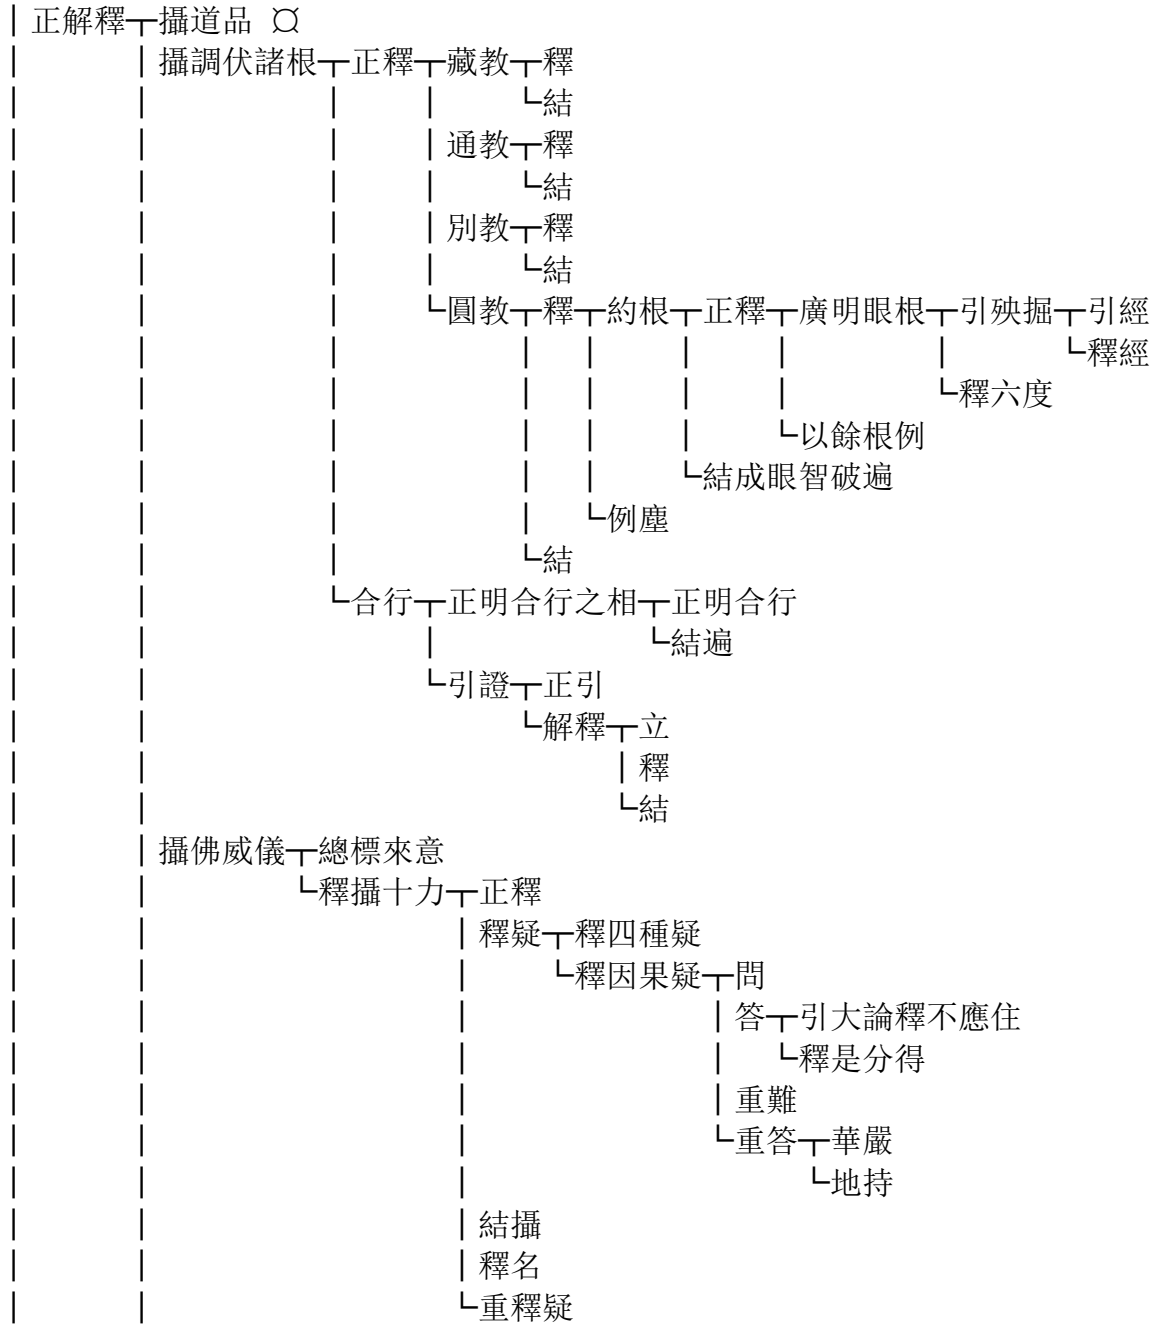 │正解釋┬攝道品 ¤
│   │攝調伏諸根┬正釋┬藏教┬釋
│   │     │  │  └結
│   │     │  │通教┬釋
│   │     │  │  └結
│   │     │  │別教┬釋
│   │     │  │  └結
│   │     │  └圓教┬釋┬約根┬正釋┬廣明眼根┬引殃掘┬引經
│   │     │     │ │  │  │    │   └釋經
│   │     │     │ │  │  │    └釋六度
│   │     │     │ │  │  └以餘根例
│   │     │     │ │  └結成眼智破遍
│   │     │     │ └例塵
│   │     │     └結
│   │     └合行┬正明合行之相┬正明合行
│   │        │      └結遍
│   │        └引證┬正引
│   │           └解釋┬立
│   │              │釋
│   │              └結
│   │攝佛威儀┬總標來意
│   │    └釋攝十力┬正釋
│   │         │釋疑┬釋四種疑
│   │         │  └釋因果疑┬問
│   │         │       │答┬引大論釋不應住
│   │         │       │ └釋是分得
│   │         │       │重難
│   │         │       └重答┬華嚴
│   │         │          └地持
│   │         │結攝
│   │         │釋名
│   │         └重釋疑